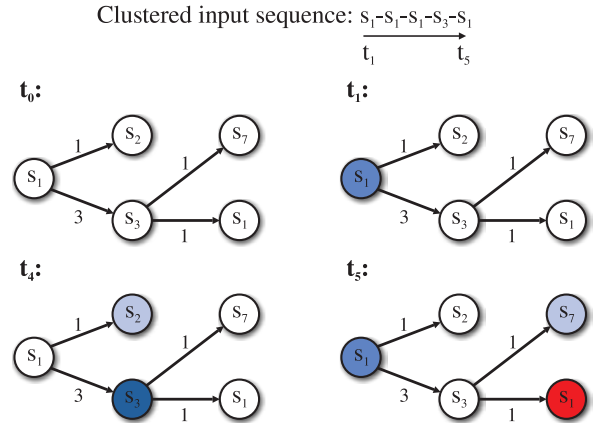 Clustered input sequence: s₁-s₁-s₁-s₃-s₁
t₁ t₅
t₀: t₁:
S₂ S₇ S₂ S₇
1 1 1 1
S₁ S₁
3 S₃ 1 S₁ 3 S₃ 1 S₁
t₄: t₅:
S₂ S₇ S₂ S₇
1 1 1 1
S₁ S₁
3 S₃ 1 S₁ 3 S₃ 1 S₁